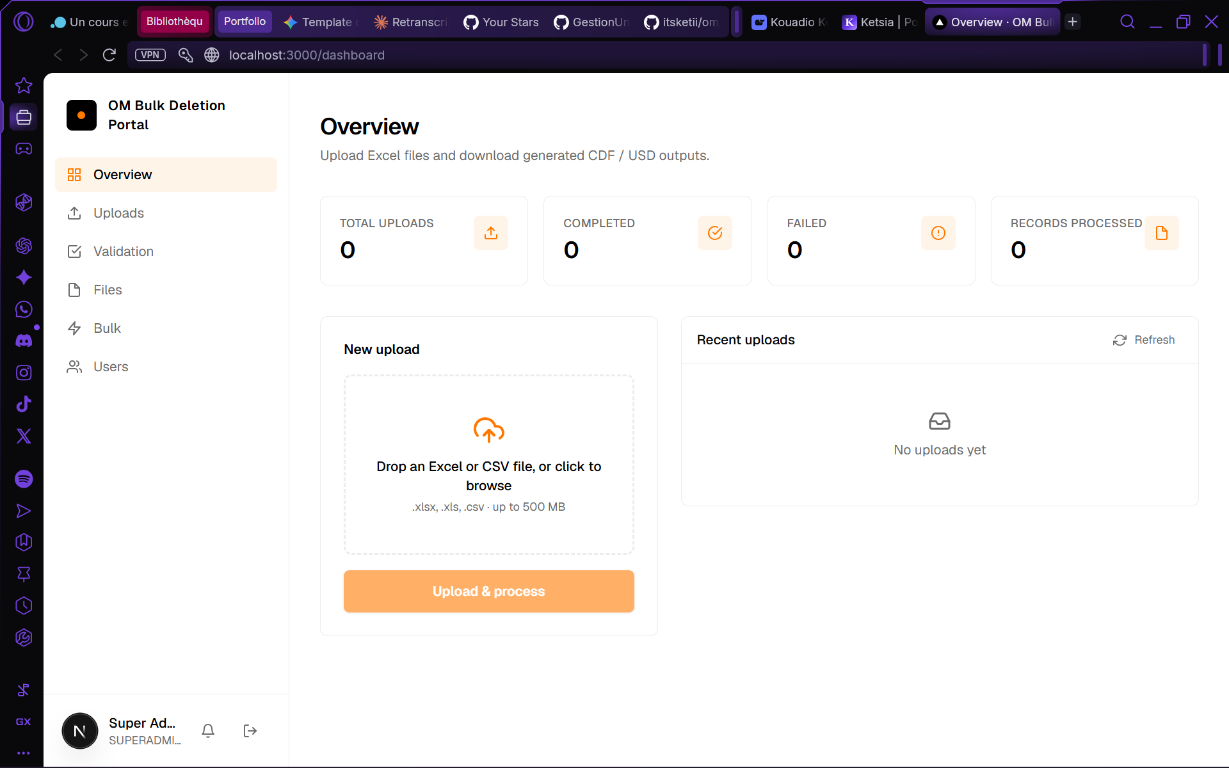 Un cours e
Bibliothèqu
Portfolio
Template
Retranscri
Your Stars
GestionUn
itsketii/om
Kouadio K
Ketsia | Po
Overview · OM Bul
VPN
localhost:3000/dashboard
OM Bulk Deletion
Portal
Overview
Uploads
Validation
Files
Bulk
Users
Overview
Upload Excel files and download generated CDF / USD outputs.
TOTAL UPLOADS
0
COMPLETED
0
FAILED
0
RECORDS PROCESSED
0
New upload
Drop an Excel or CSV file, or click to
browse
.xlsx, .xls, .csv · up to 500 MB
Upload & process
Recent uploads
Refresh
No uploads yet
N
Super Ad...
SUPERADMI...
GX